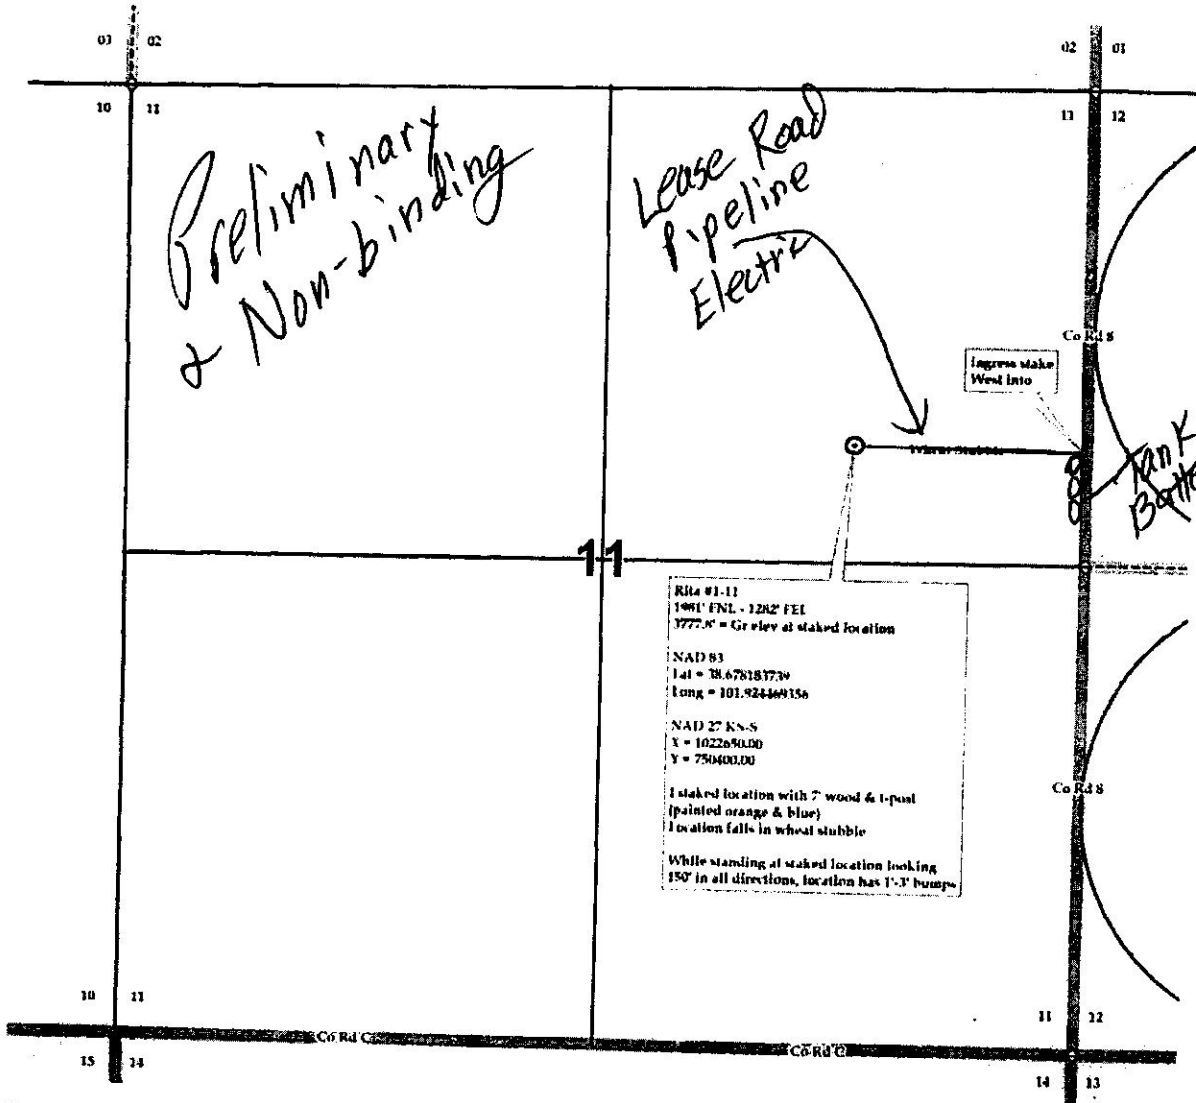 03 02
02 01
10 11
11 12
Preliminary
& Non-binding
Lease Road
Pipeline
Electric
Co Rd 8
Ingress stake
West into
Wheat Stubble
Tank
11
Rita #1-11
1981' FNL - 1282' FEL
3777.8' = Gr elev at staked location
NAD 83
Lat = 38.678183739
Long = 101.924469356
NAD 27 KS-S
X = 1022650.00
Y = 750400.00
I staked location with 7' wood & t-post
(painted orange & blue)
Location falls in wheat stubble
While standing at staked location looking
150' in all directions, location has 1'-3' bumps
Co Rd 8
10 11
11 12
Co Rd C
Co Rd C
15 14
14 13